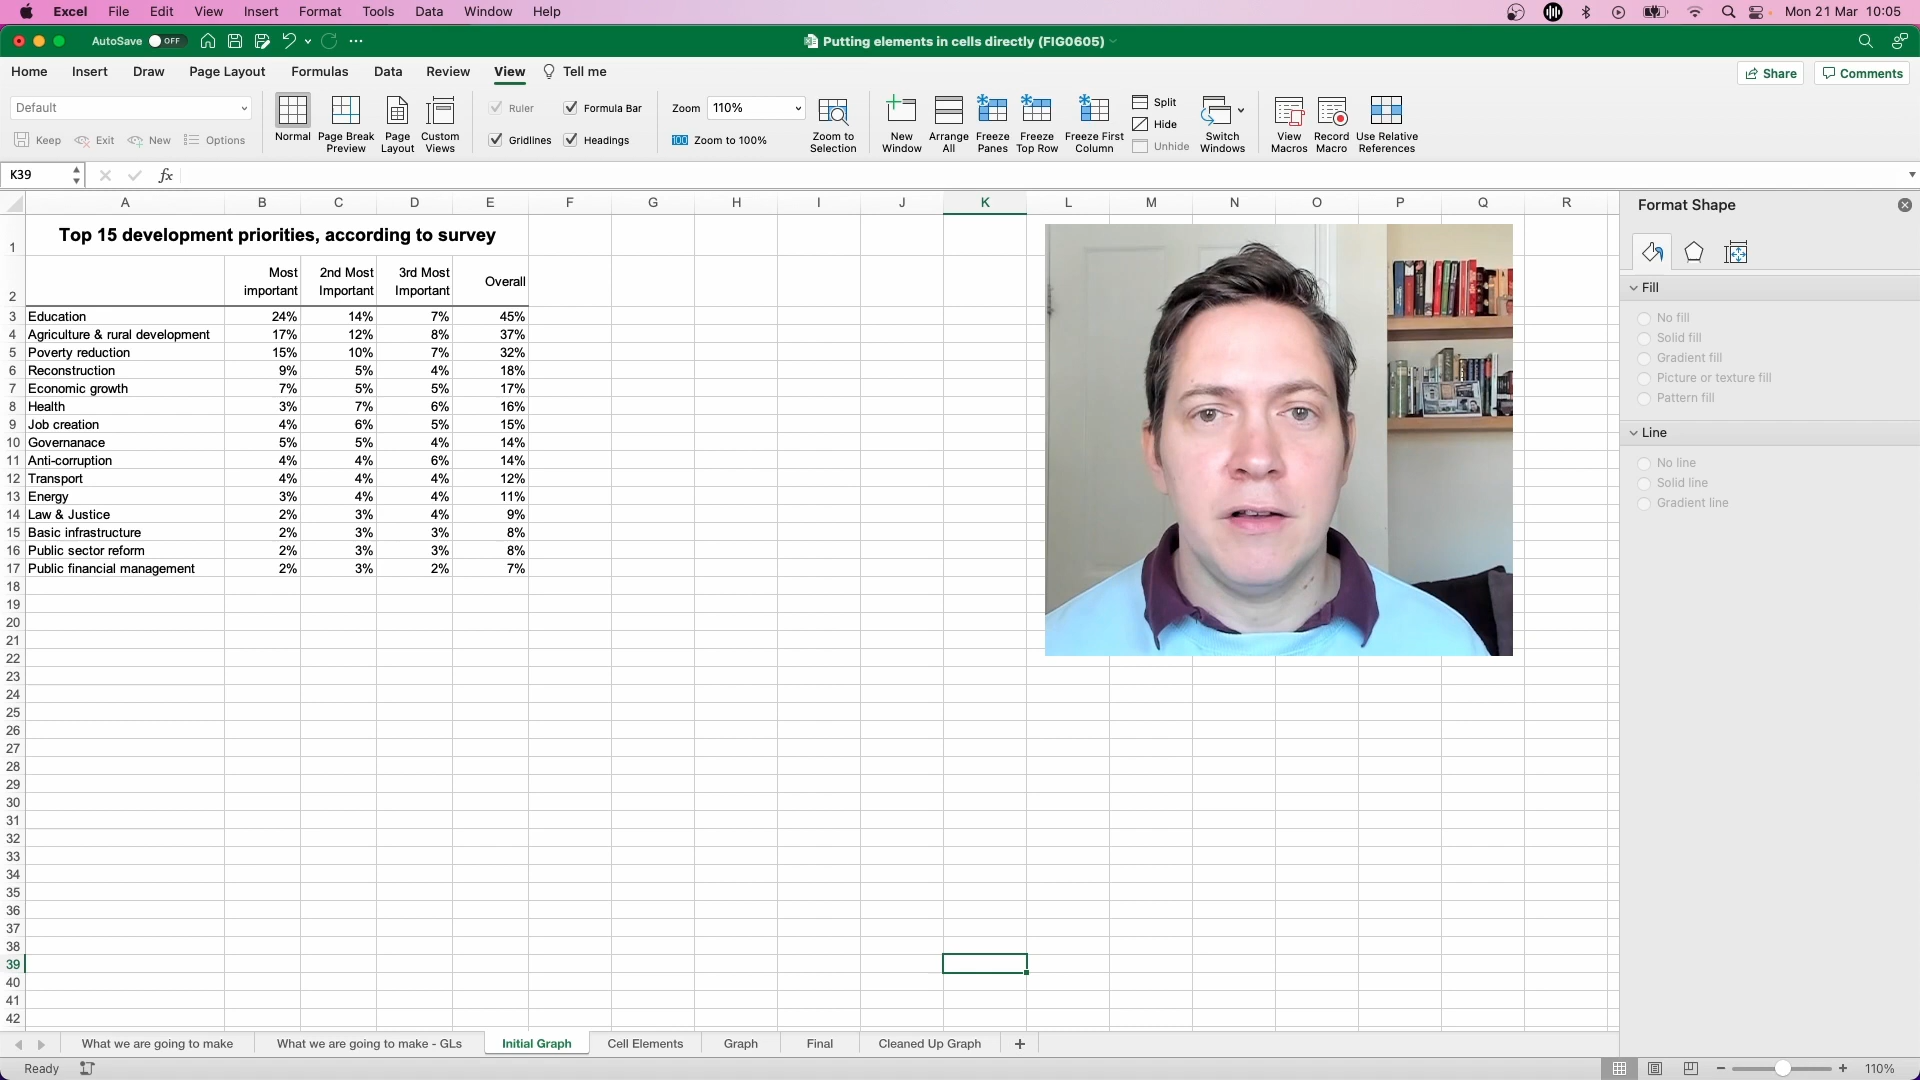 Excel File Edit View Insert Format Tools Data Window Help Mon 21 Mar 10:05
AutoSave OFF Putting elements in cells directly (FIG0605)
Home Insert Draw Page Layout Formulas Data Review View Tell me Share Comments
Default
Keep Exit New Options
Normal
Page Break Preview
Page Layout
Custom Views
Ruler Formula Bar
Gridlines Headings
Zoom 110%
100 Zoom to 100%
Zoom to Selection
New Window
Arrange All
Freeze Panes
Freeze Top Row
Freeze First Column
Split
Hide
Unhide
Switch Windows
View Macros
Record Macro
Use Relative References
K39 fx
A B C D E F G H I J K L M N O P Q R
1 Top 15 development priorities, according to survey
2 Most important 2nd Most Important 3rd Most Important Overall
3 Education 24% 14% 7% 45%
4 Agriculture & rural development 17% 12% 8% 37%
5 Poverty reduction 15% 10% 7% 32%
6 Reconstruction 9% 5% 4% 18%
7 Economic growth 7% 5% 5% 17%
8 Health 3% 7% 6% 16%
9 Job creation 4% 6% 5% 15%
10 Governanace 5% 5% 4% 14%
11 Anti-corruption 4% 4% 6% 14%
12 Transport 4% 4% 4% 12%
13 Energy 3% 4% 4% 11%
14 Law & Justice 2% 3% 4% 9%
15 Basic infrastructure 2% 3% 3% 8%
16 Public sector reform 2% 3% 3% 8%
17 Public financial management 2% 3% 2% 7%
18
19
20
21
22
23
24
25
26
27
28
29
30
31
32
33
34
35
36
37
38
39
40
41
42
Format Shape
Fill
No fill
Solid fill
Gradient fill
Picture or texture fill
Pattern fill
Line
No line
Solid line
Gradient line
What we are going to make What we are going to make - GLs Initial Graph Cell Elements Graph Final Cleaned Up Graph
Ready 110%